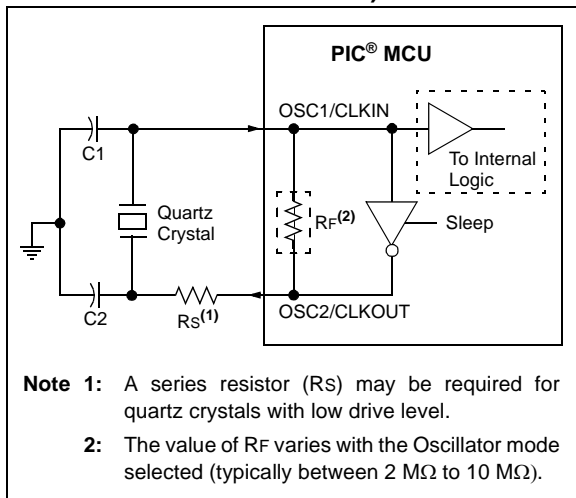 PIC® MCU
OSC1/CLKIN
C1
To Internal
Logic
Quartz
Crystal
RF(2)
Sleep
C2
RS(1)
OSC2/CLKOUT
Note 1: A series resistor (RS) may be required for
quartz crystals with low drive level.
2: The value of RF varies with the Oscillator mode
selected (typically between 2 MΩ to 10 MΩ).